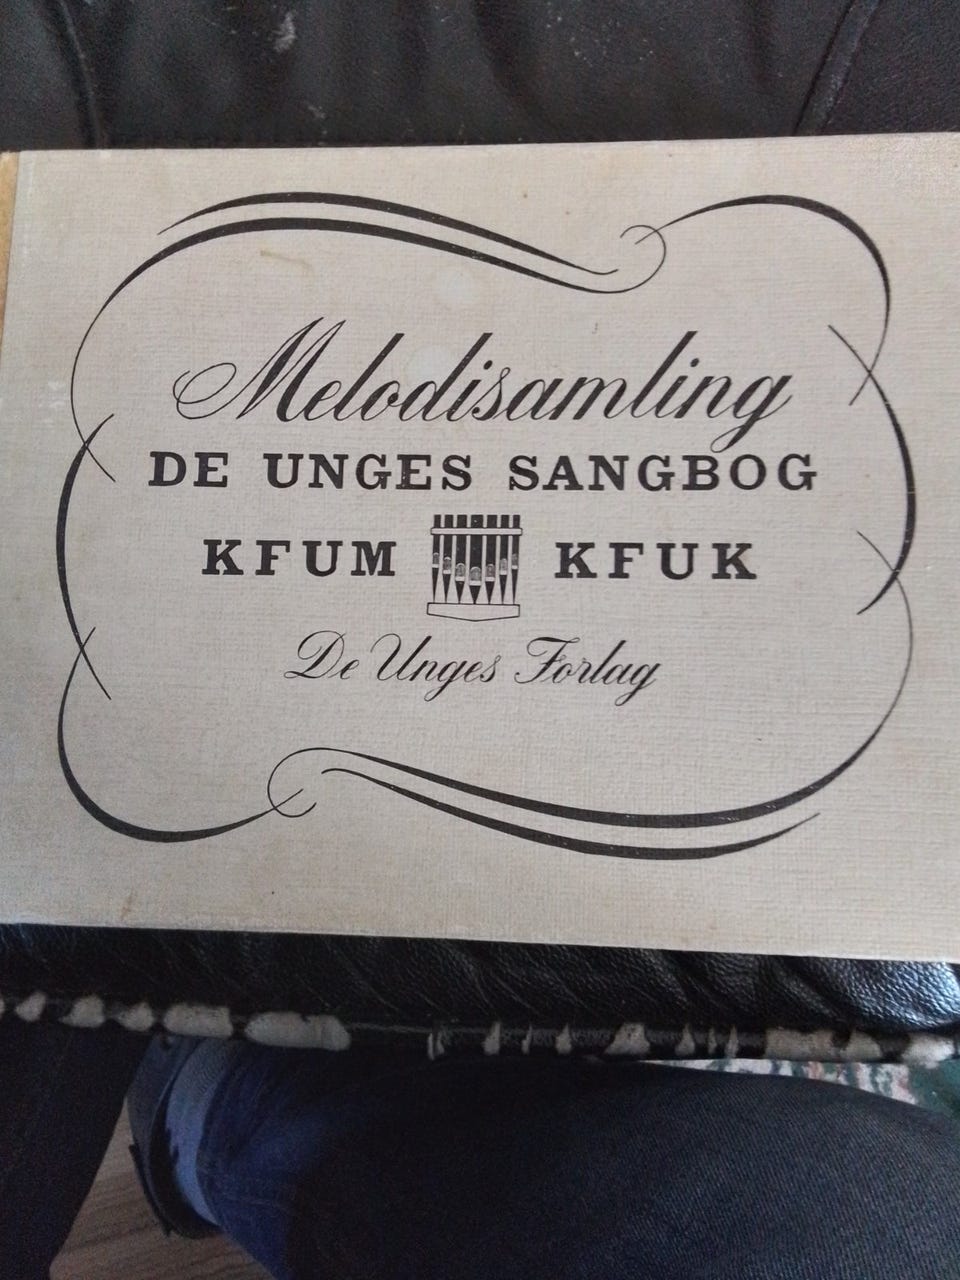 Melodisamling
DE UNGES SANGBOG
KFUM KFUK
De Unges Forlag